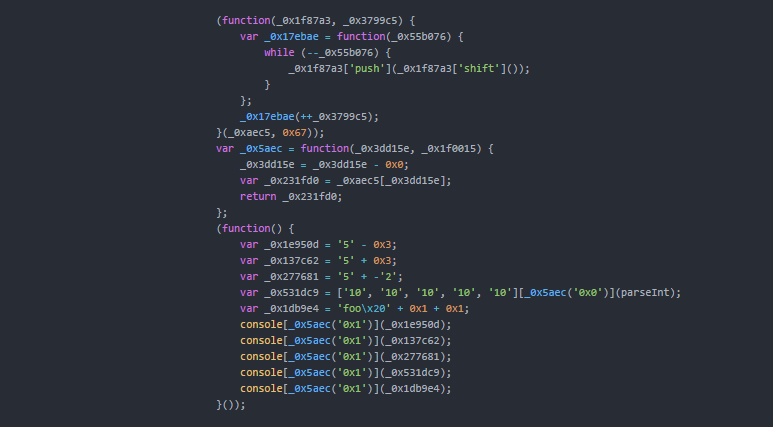 (function(_0x1f87a3, _0x3799c5) {
var _0x17ebae = function(_0x55b076) {
while (--_0x55b076) {
_0x1f87a3['push'](_0x1f87a3['shift']());
}
};
_0x17ebae(++_0x3799c5);
}(_0xaec5, 0x67));
var _0x5aec = function(_0x3dd15e, _0x1f0015) {
_0x3dd15e = _0x3dd15e - 0x0;
var _0x231fd0 = _0xaec5[_0x3dd15e];
return _0x231fd0;
};
(function() {
var _0x1e950d = '5' - 0x3;
var _0x137c62 = '5' + 0x3;
var _0x277681 = '5' + -'2';
var _0x531dc9 = ['10', '10', '10', '10', '10'][_0x5aec('0x0')](parseInt);
var _0x1db9e4 = 'foo\x20' + 0x1 + 0x1;
console[_0x5aec('0x1')](_0x1e950d);
console[_0x5aec('0x1')](_0x137c62);
console[_0x5aec('0x1')](_0x277681);
console[_0x5aec('0x1')](_0x531dc9);
console[_0x5aec('0x1')](_0x1db9e4);
}());